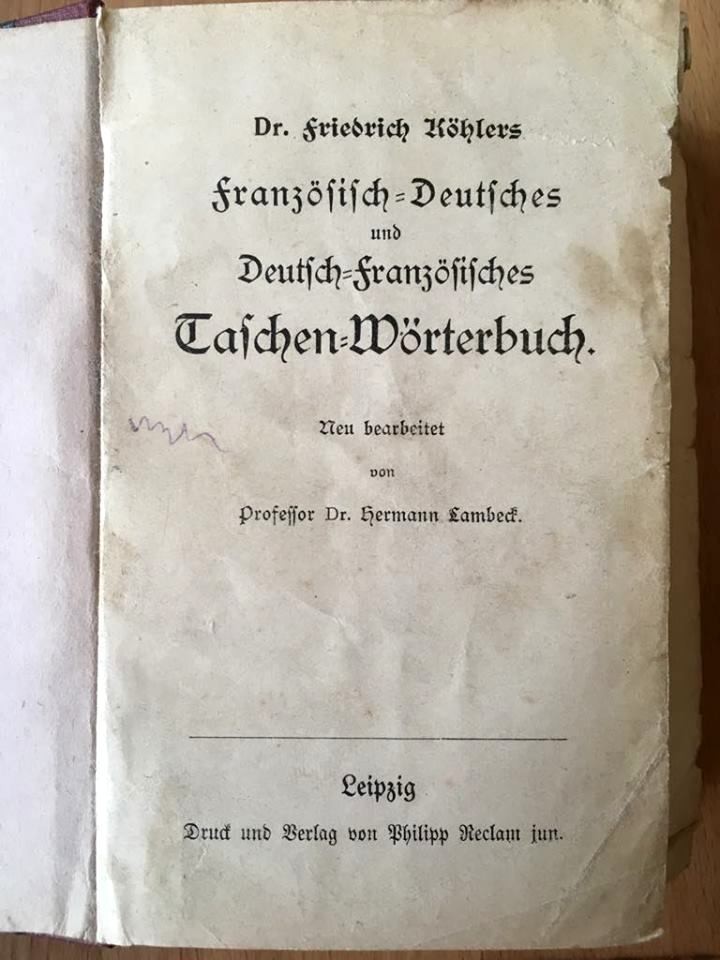 Dr. Friedrich Köhlers
Französisch=Deutsches
und
Deutsch=Französisches
Taschen=Wörterbuch.
Neu bearbeitet
von
Professor Dr. Hermann Lambeck.
Leipzig
Druck und Verlag von Philipp Reclam jun.